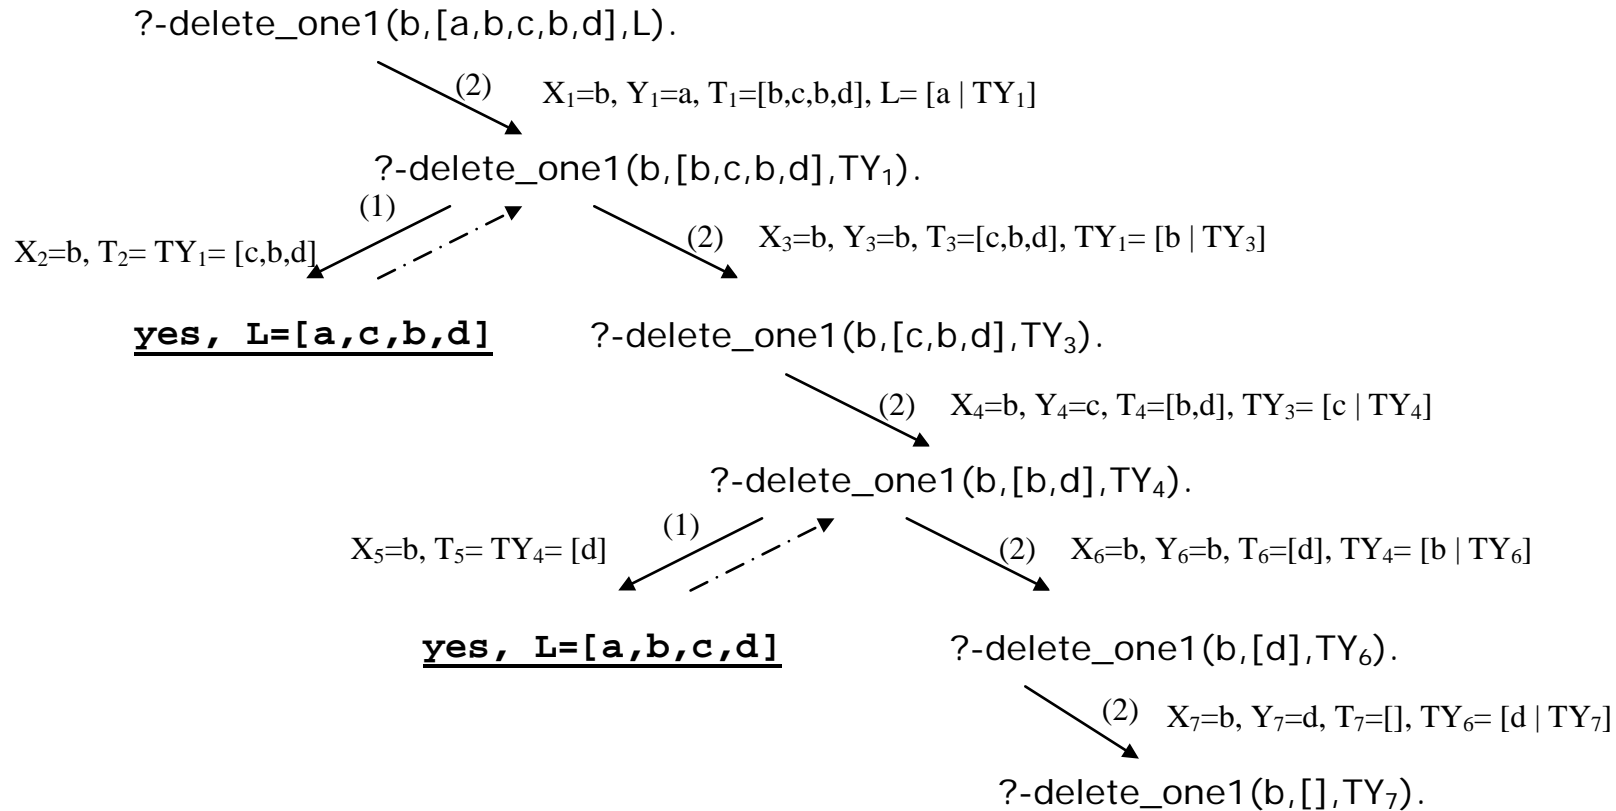 ?-delete_one1(b,[a,b,c,b,d],L).
(2) X₁=b, Y₁=a, T₁=[b,c,b,d], L= [a | TY₁]
?-delete_one1(b,[b,c,b,d],TY₁).
(1)
(2) X₃=b, Y₃=b, T₃=[c,b,d], TY₁= [b | TY₃]
X₂=b, T₂= TY₁= [c,b,d]
yes, L=[a,c,b,d] ?-delete_one1(b,[c,b,d],TY₃).
(2) X₄=b, Y₄=c, T₄=[b,d], TY₃= [c | TY₄]
?-delete_one1(b,[b,d],TY₄).
(1)
X₅=b, T₅= TY₄= [d] (2) X₆=b, Y₆=b, T₆=[d], TY₄= [b | TY₆]
yes, L=[a,b,c,d] ?-delete_one1(b,[d],TY₆).
(2) X₇=b, Y₇=d, T₇=[], TY₆= [d | TY₇]
?-delete_one1(b,[],TY₇).